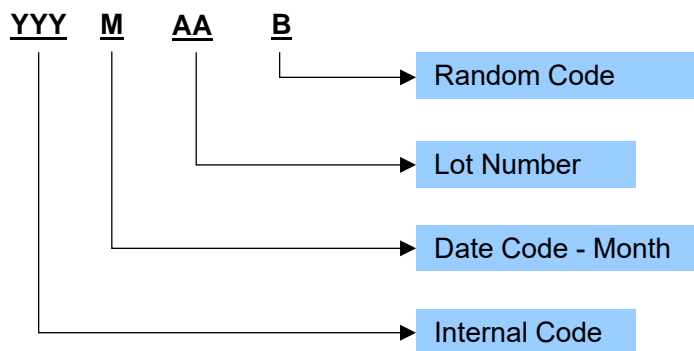 YYY M AA B
Random Code
Lot Number
Date Code - Month
Internal Code